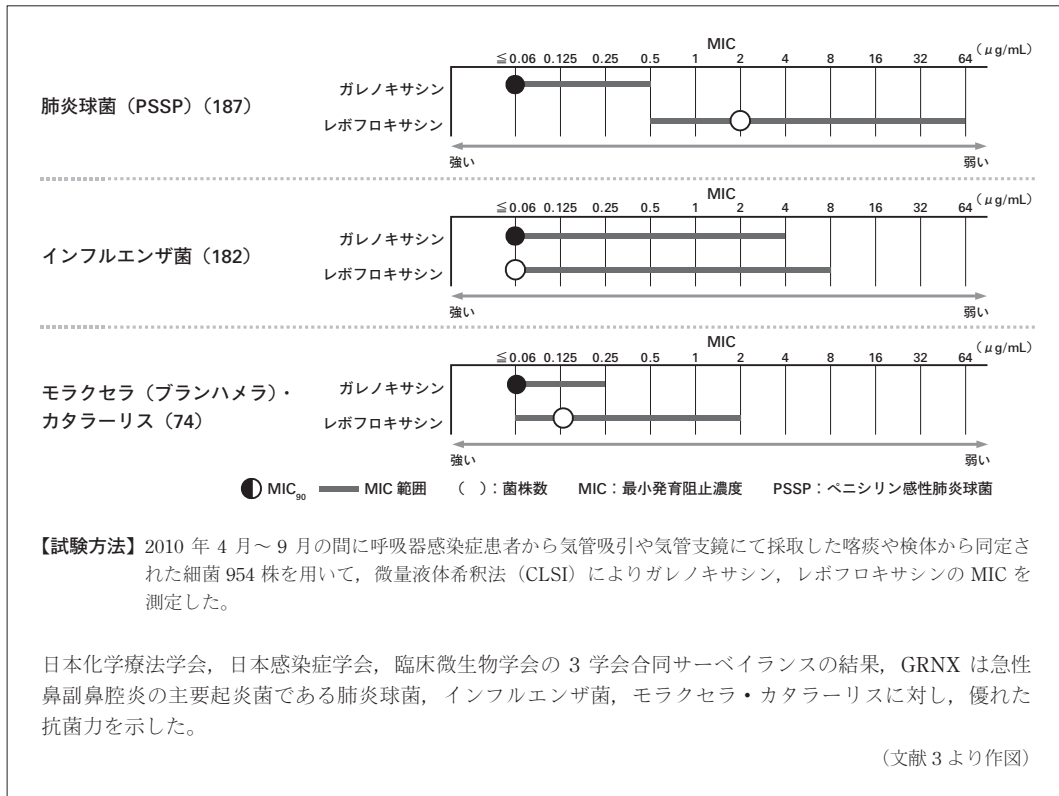 MIC
≦0.06 0.125 0.25 0.5 1 2 4 8 16 32 64 (μg/mL)
肺炎球菌（PSSP）（187）
ガレノキサシン
レボフロキサシン
強い 弱い
MIC
≦0.06 0.125 0.25 0.5 1 2 4 8 16 32 64 (μg/mL)
インフルエンザ菌（182）
ガレノキサシン
レボフロキサシン
強い 弱い
MIC
≦0.06 0.125 0.25 0.5 1 2 4 8 16 32 64 (μg/mL)
モラクセラ（ブランハメラ）・
カタラーリス（74）
ガレノキサシン
レボフロキサシン
強い 弱い
MIC90 MIC 範囲 （ ）：菌株数 MIC：最小発育阻止濃度 PSSP：ペニシリン感性肺炎球菌
【試験方法】2010 年 4 月～ 9 月の間に呼吸器感染症患者から気管吸引や気管支鏡にて採取した喀痰や検体から同定さ
れた細菌 954 株を用いて，微量液体希釈法（CLSI）によりガレノキサシン，レボフロキサシンの MIC を
測定した。
日本化学療法学会，日本感染症学会，臨床微生物学会の 3 学会合同サーベイランスの結果，GRNX は急性
鼻副鼻腔炎の主要起炎菌である肺炎球菌，インフルエンザ菌，モラクセラ・カタラーリスに対し，優れた
抗菌力を示した。
（文献 3 より作図）